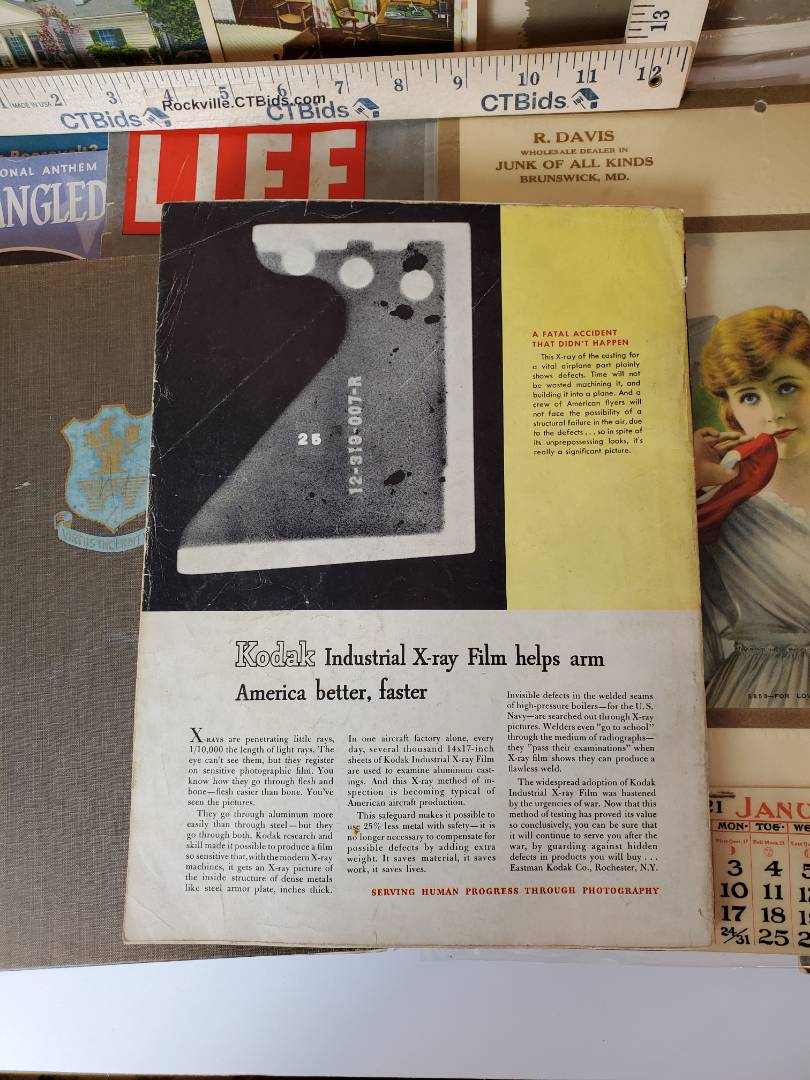 MADE IN USA
1 2 3 4 5 6 7 8 9 10 11 12
13
CTBids
Rockville.CTBids.com
CTBids
CTBids
ONAL ANTHEM
ANGLED
LIFE
R. DAVIS
WHOLESALE DEALER IN
JUNK OF ALL KINDS
BRUNSWICK, MD.
25
12-319-007-R
A FATAL ACCIDENT
THAT DIDN'T HAPPEN
This X-ray of the casting for
a vital airplane part plainly
shows defects. Time will not
be wasted machining it, and
building it into a plane. And a
crew of American flyers will
not face the possibility of a
structural failure in the air, due
to the defects . . . so in spite of
its unprepossessing looks, it's
really a significant picture.
Kodak Industrial X-ray Film helps arm
America better, faster
X-RAYS are penetrating little rays,
1/10,000 the length of light rays. The
eye can't see them, but they register
on sensitive photographic film. You
know how they go through flesh and
bone—flesh easier than bone. You've
seen the pictures.
They go through aluminum more
easily than through steel—but they
go through both. Kodak research and
skill made it possible to produce a film
so sensitive that, with the modern X-ray
machines, it gets an X-ray picture of
the inside structure of dense metals
like steel armor plate, inches thick.
In one aircraft factory alone, every
day, several thousand 14x17-inch
sheets of Kodak Industrial X-ray Film
are used to examine aluminum cast-
ings. And this X-ray method of in-
spection is becoming typical of
American aircraft production.
This safeguard makes it possible to
use 25% less metal with safety—it is
no longer necessary to compensate for
possible defects by adding extra
weight. It saves material, it saves
work, it saves lives.
Invisible defects in the welded seams
of high-pressure boilers—for the U. S.
Navy—are searched out through X-ray
pictures. Welders even "go to school"
through the medium of radiographs—
they "pass their examinations" when
X-ray film shows they can produce a
flawless weld.
The widespread adoption of Kodak
Industrial X-ray Film was hastened
by the urgencies of war. Now that this
method of testing has proved its value
so conclusively, you can be sure that
it will continue to serve you after the
war, by guarding against hidden
defects in products you will buy . . .
Eastman Kodak Co., Rochester, N.Y.
SERVING HUMAN PROGRESS THROUGH PHOTOGRAPHY
FOR LOV
21 JANU
MON. TUE. WE
3 4 5
10 11 1
17 18 1
24/31 25 2